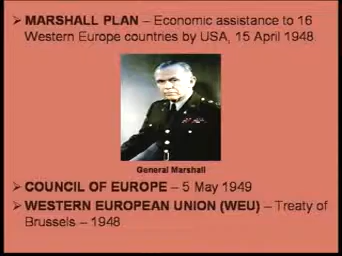 ➢ MARSHALL PLAN – Economic assistance to 16
Western Europe countries by USA, 15 April 1948.
General Marshall
➢ COUNCIL OF EUROPE – 5 May 1949
➢ WESTERN EUROPEAN UNION (WEU) – Treaty of
Brussels – 1948